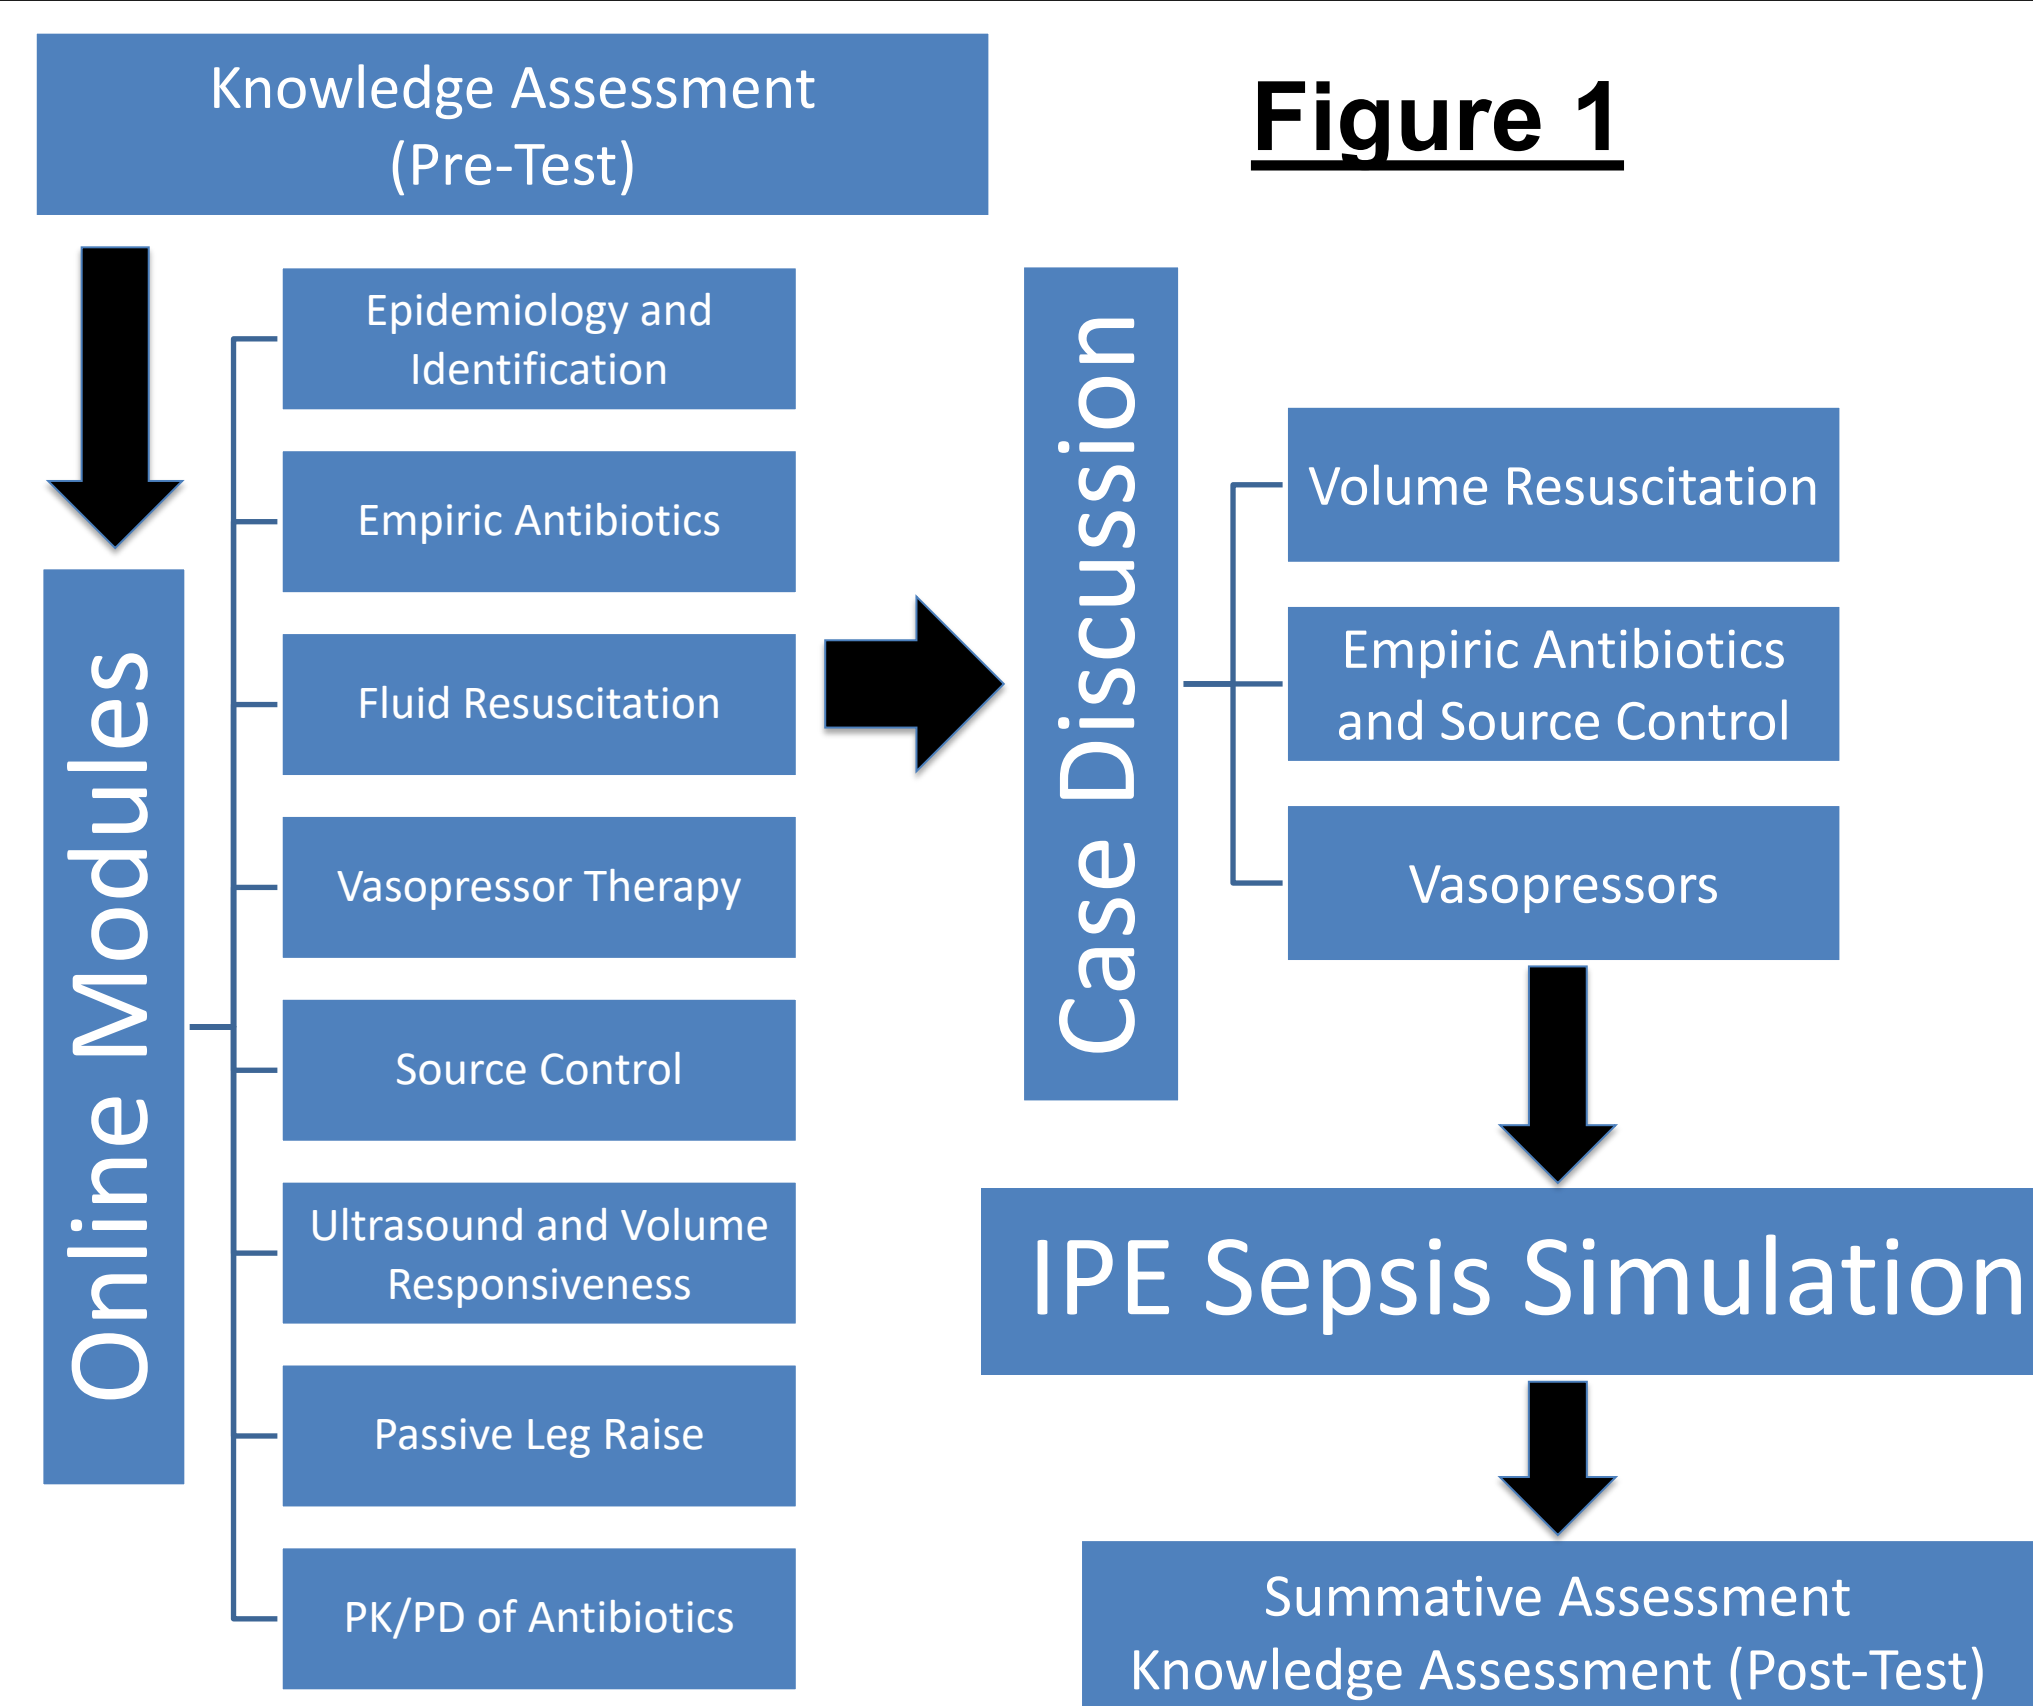 Knowledge Assessment
(Pre-Test)
Figure 1
Online Modules
Epidemiology and
Identification
Empiric Antibiotics
Fluid Resuscitation
Vasopressor Therapy
Source Control
Ultrasound and Volume
Responsiveness
Passive Leg Raise
PK/PD of Antibiotics
Case Discussion
Volume Resuscitation
Empiric Antibiotics
and Source Control
Vasopressors
IPE Sepsis Simulation
Summative Assessment
Knowledge Assessment (Post-Test)